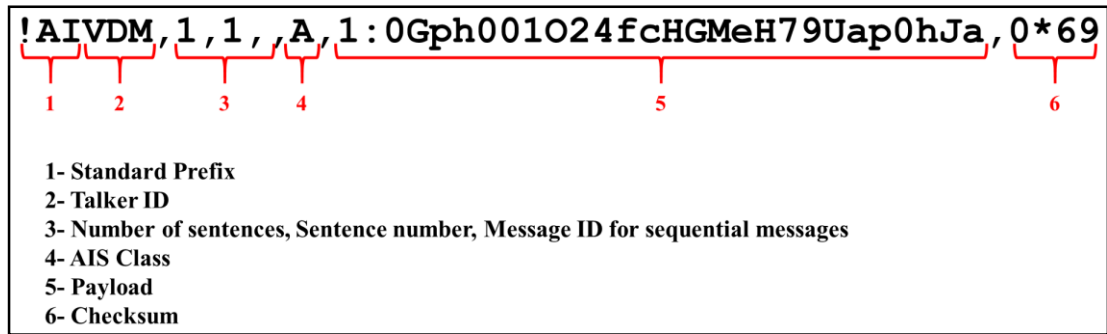 !AIVDM,1,1,,A,1:0Gph001O24fcHGMeH79Uap0hJa,0*69
1 2 3 4 5 6
1- Standard Prefix
2- Talker ID
3- Number of sentences, Sentence number, Message ID for sequential messages
4- AIS Class
5- Payload
6- Checksum